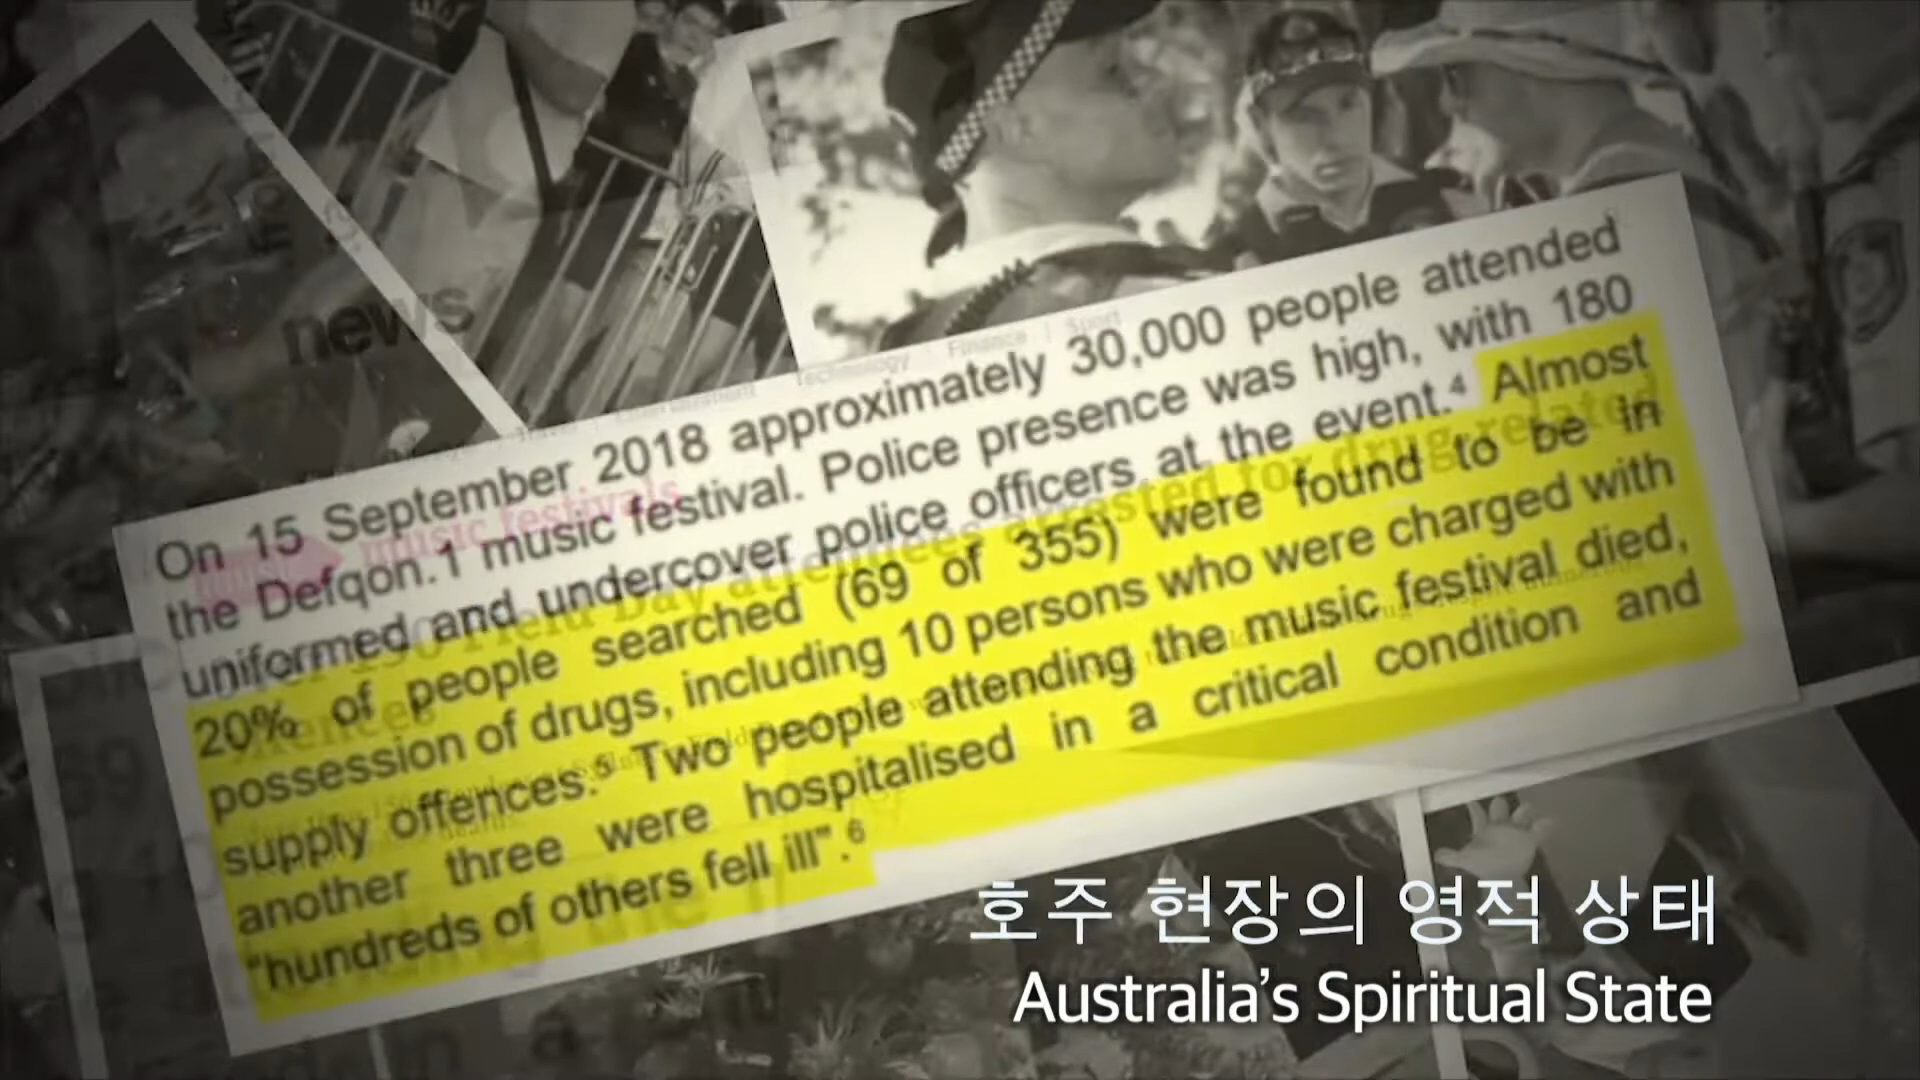 news
Technology | Finance | Sport
On 15 September 2018 approximately 30,000 people attended
the Defqon.1 music festival. Police presence was high, with 180
uniformed and undercover police officers at the event.⁴ Almost
20% of people searched (69 of 355) were found to be in
possession of drugs, including 10 persons who were charged with
supply offences.⁵ Two people attending the music festival died,
another three were hospitalised in a critical condition and
"hundreds of others fell ill".⁶
music festivals
호주 현장의 영적 상태
Australia's Spiritual State